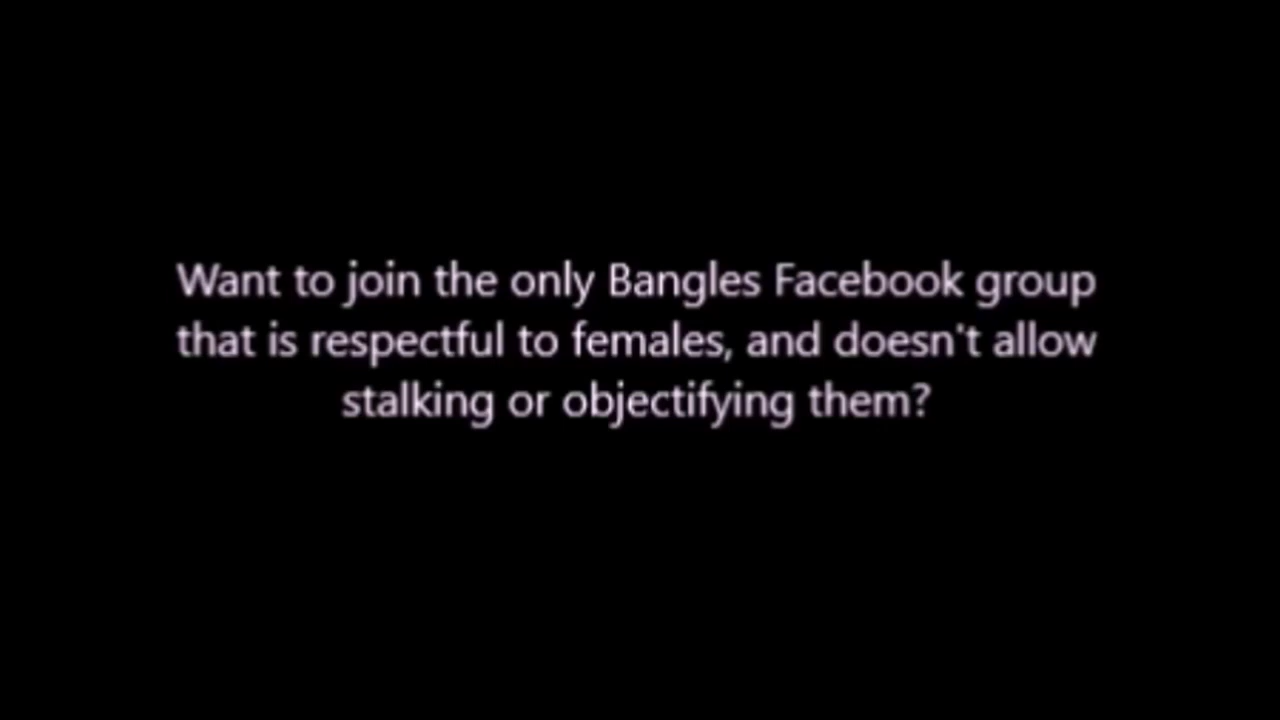 Want to join the only Bangles Facebook group
that is respectful to females, and doesn't allow
stalking or objectifying them?